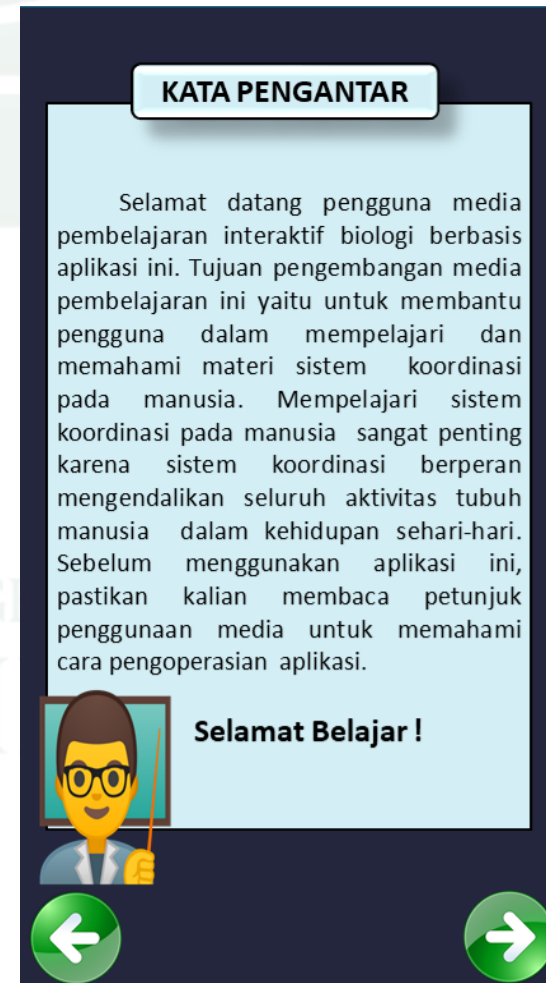 KATA PENGANTAR
Selamat datang pengguna media
pembelajaran interaktif biologi berbasis
aplikasi ini. Tujuan pengembangan media
pembelajaran ini yaitu untuk membantu
pengguna dalam mempelajari dan
memahami materi sistem koordinasi
pada manusia. Mempelajari sistem
koordinasi pada manusia sangat penting
karena sistem koordinasi berperan
mengendalikan seluruh aktivitas tubuh
manusia dalam kehidupan sehari-hari.
Sebelum menggunakan aplikasi ini,
pastikan kalian membaca petunjuk
penggunaan media untuk memahami
cara pengoperasian aplikasi.
Selamat Belajar !